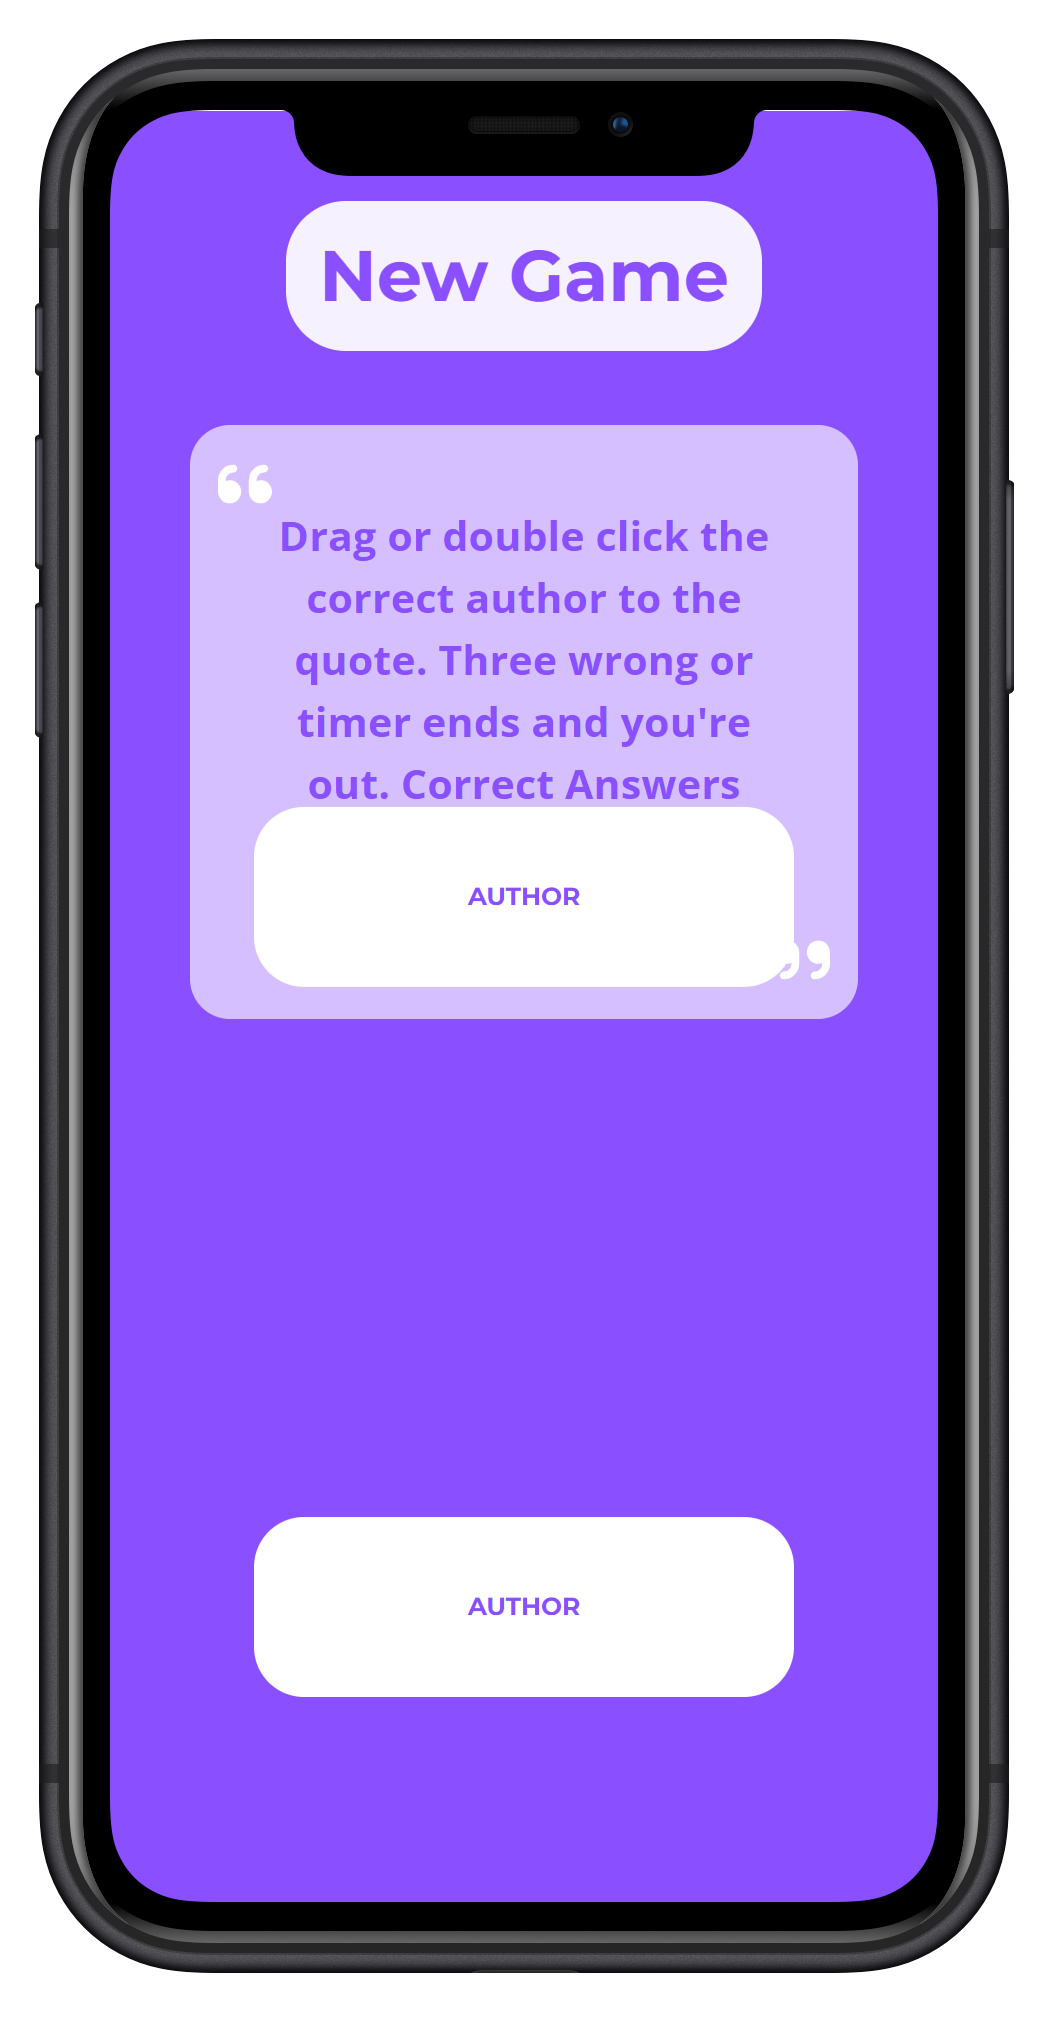 New Game
“
Drag or double click the
correct author to the
quote. Three wrong or
timer ends and you're
out. Correct Answers
AUTHOR
”
AUTHOR